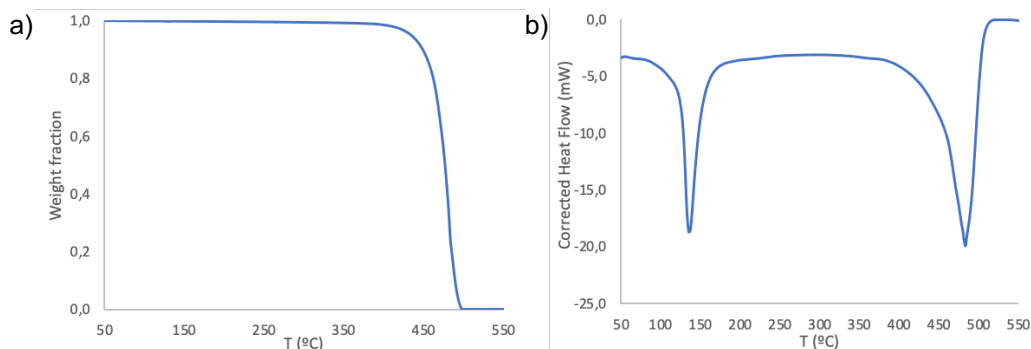 a)
Weight fraction
1,0
0,8
0,6
0,4
0,2
0,0
50 150 250 350 450 550
T (ºC)
b)
Corrected Heat Flow (mW)
0,0
-5,0
-10,0
-15,0
-20,0
-25,0
50 100 150 200 250 300 350 400 450 500 550
T (ºC)